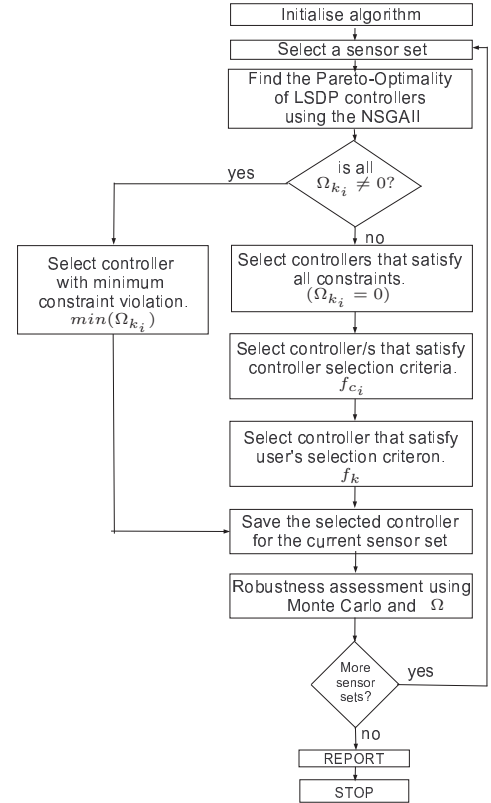 Initialise algorithm
Select a sensor set
Find the Pareto-Optimality
of LSDP controllers
using the NSGAII
is all
Ω_{k_i} ≠ 0?
yes
no
Select controller
with minimum
constraint violation.
min(Ω_{k_i})
Select controllers that satisfy
all constraints.
(Ω_{k_i} = 0)
Select controller/s that satisfy
controller selection criteria.
f_{c_i}
Select controller that satisfy
user's selection criteron.
f_k
Save the selected controller
for the current sensor set
Robustness assessment using
Monte Carlo and Ω
More
sensor
sets?
yes
no
REPORT
STOP